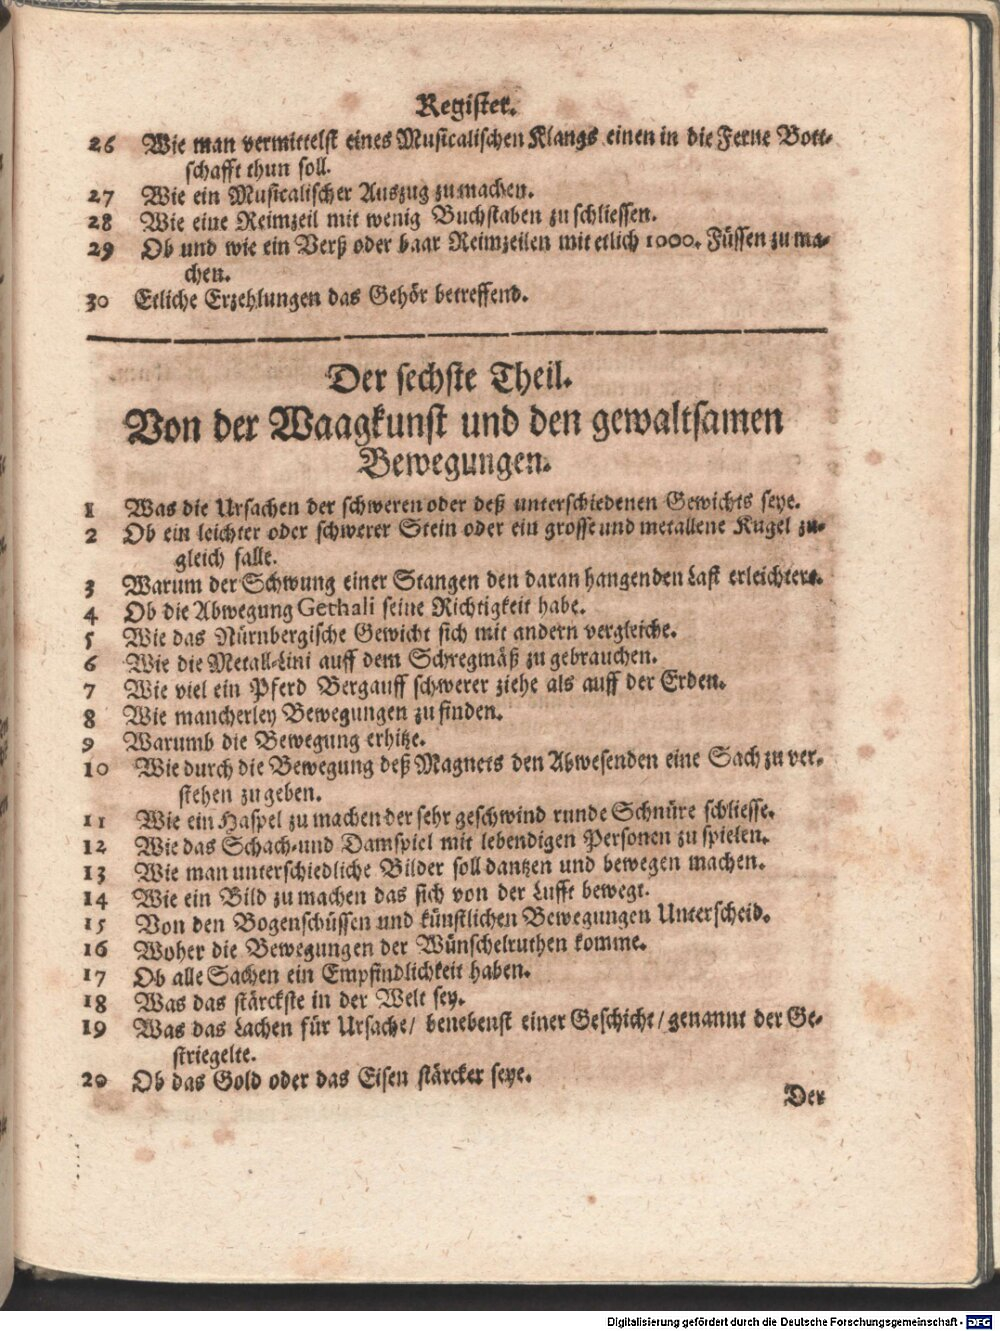 Register.
26 Wie man vermittelst eines Musicalischen Klangs einen in die Ferne Bott-
schafft thun soll.
27 Wie ein Musicalischer Auszug zu machen.
28 Wie eine Reimzeil mit wenig Buchstaben zu schliessen.
29 Ob und wie ein Verß oder baar Reimzeilen mit etlich 1000. Füssen zu ma-
chen.
30 Etliche Erzehlungen das Gehör betreffend.
Der sechste Theil.
Von der Waagkunst und den gewaltsamen
Bewegungen.
1 Was die Ursachen der schweren oder deß unterschiedenen Gewichts seye.
2 Ob ein leichter oder schwerer Stein oder ein grosse und metallene Kugel zu-
gleich falle.
3 Warum der Schwung einer Stangen den daran hangenden Last erleichtere.
4 Ob die Abwegung Gethali seine Richtigkeit habe.
5 Wie das Nürnbergische Gewicht sich mit andern vergleiche.
6 Wie die Metall-Lini auff dem Schregmäß zu gebrauchen.
7 Wie viel ein Pferd Bergauff schwerer ziehe als auff der Erden.
8 Wie mancherley Bewegungen zu finden.
9 Warumb die Bewegung erhitze.
10 Wie durch die Bewegung deß Magnets den Abwesenden eine Sach zu ver-
stehen zu geben.
11 Wie ein Haspel zu machen der sehr geschwind runde Schnüre schliesse.
12 Wie das Schach-und Damspiel mit lebendigen Personen zu spielen.
13 Wie man unterschiedliche Bilder soll dantzen und bewegen machen.
14 Wie ein Bild zu machen das sich von der Lufft bewegt.
15 Von den Bogenschüssen und künstlichen Bewegungen Unterscheid.
16 Woher die Bewegungen der Wünschelruthen komme.
17 Ob alle Sachen ein Empfindlichkeit haben.
18 Was das stärckste in der Welt sey.
19 Was das Lachen für Ursache/ benebenst einer Geschicht/ genannt der Ge-
striegelte.
20 Ob das Gold oder das Eisen stärcker seye.
Der
Digitalisierung gefördert durch die Deutsche Forschungsgemeinschaft - DFG